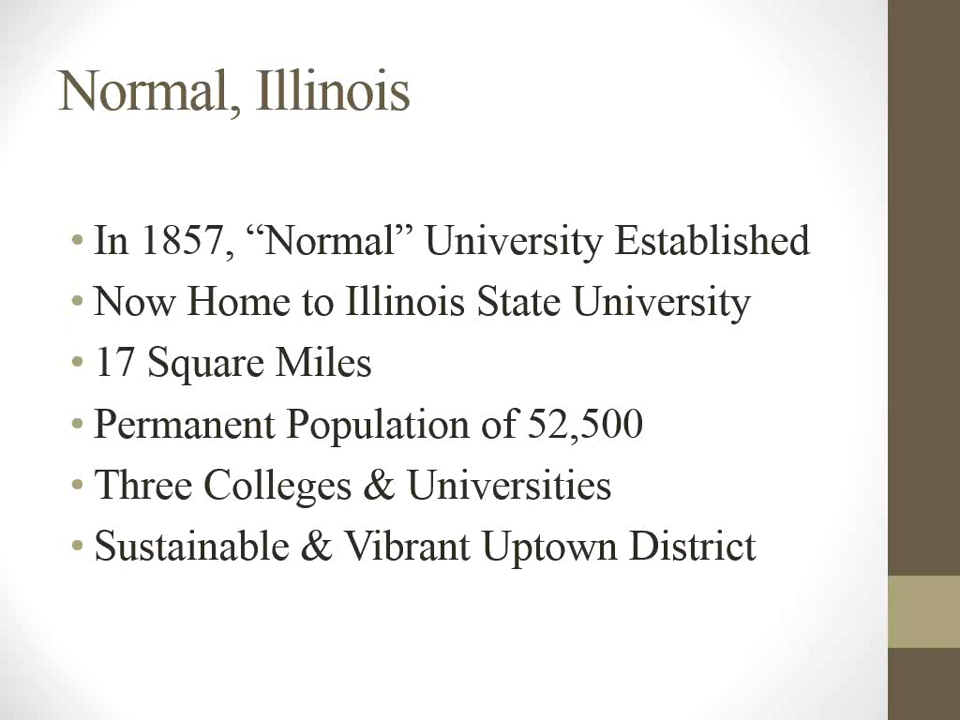 Normal, Illinois
• In 1857, “Normal” University Established
• Now Home to Illinois State University
• 17 Square Miles
• Permanent Population of 52,500
• Three Colleges & Universities
• Sustainable & Vibrant Uptown District